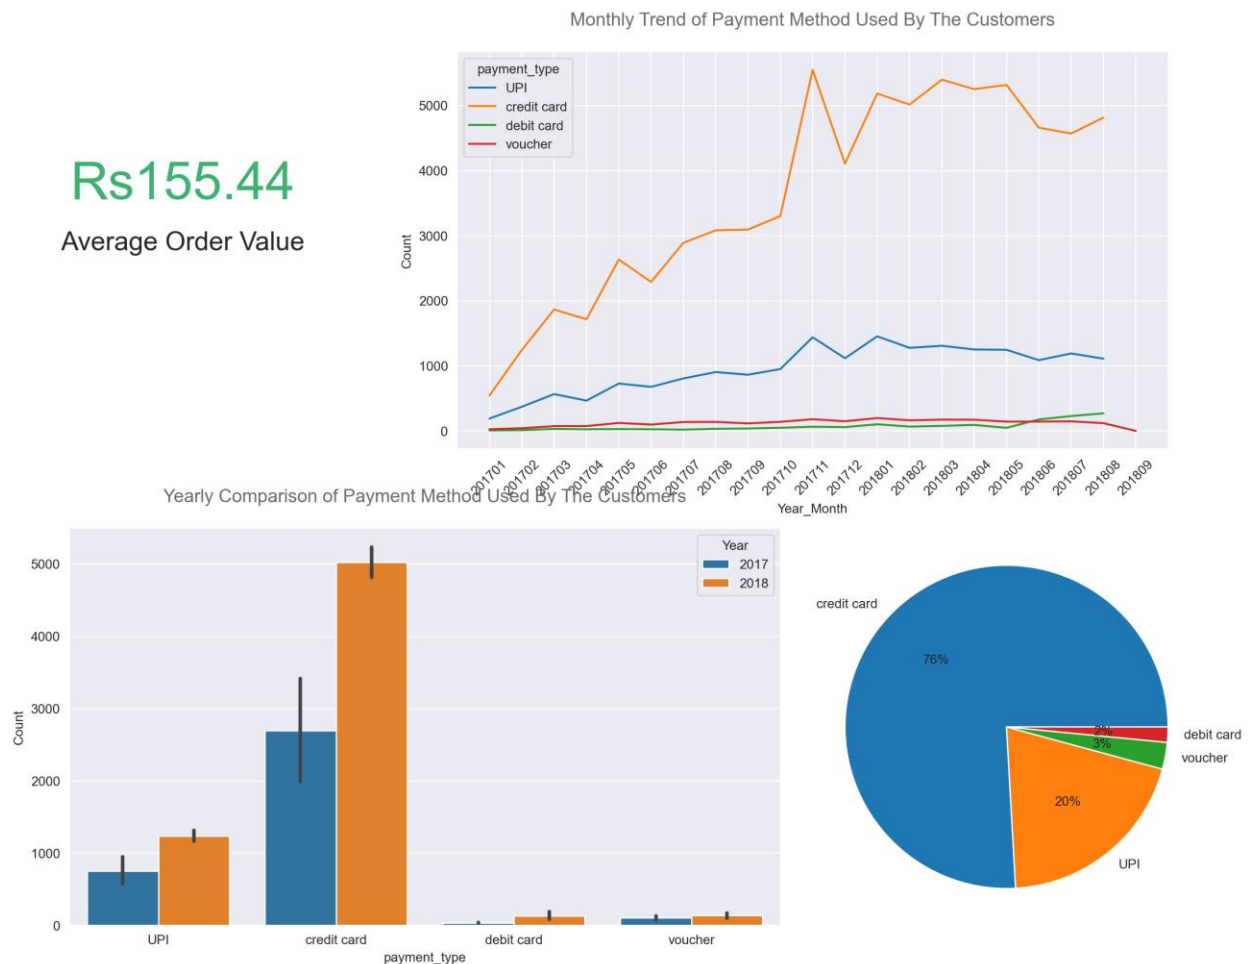 Monthly Trend of Payment Method Used By The Customers
payment_type
UPI
credit card
debit card
voucher
Rs155.44
Average Order Value
Count
5000
4000
3000
2000
1000
0
201701
201702
201703
201704
201705
201706
201707
201708
201709
201710
201711
201712
201801
201802
201803
201804
201805
201806
201807
201808
201809
Year_Month
Yearly Comparison of Payment Method Used By The Customers
Year
2017
2018
Count
5000
4000
3000
2000
1000
0
UPI
credit card
debit card
voucher
payment_type
credit card
76%
2%
debit card
3%
voucher
20%
UPI